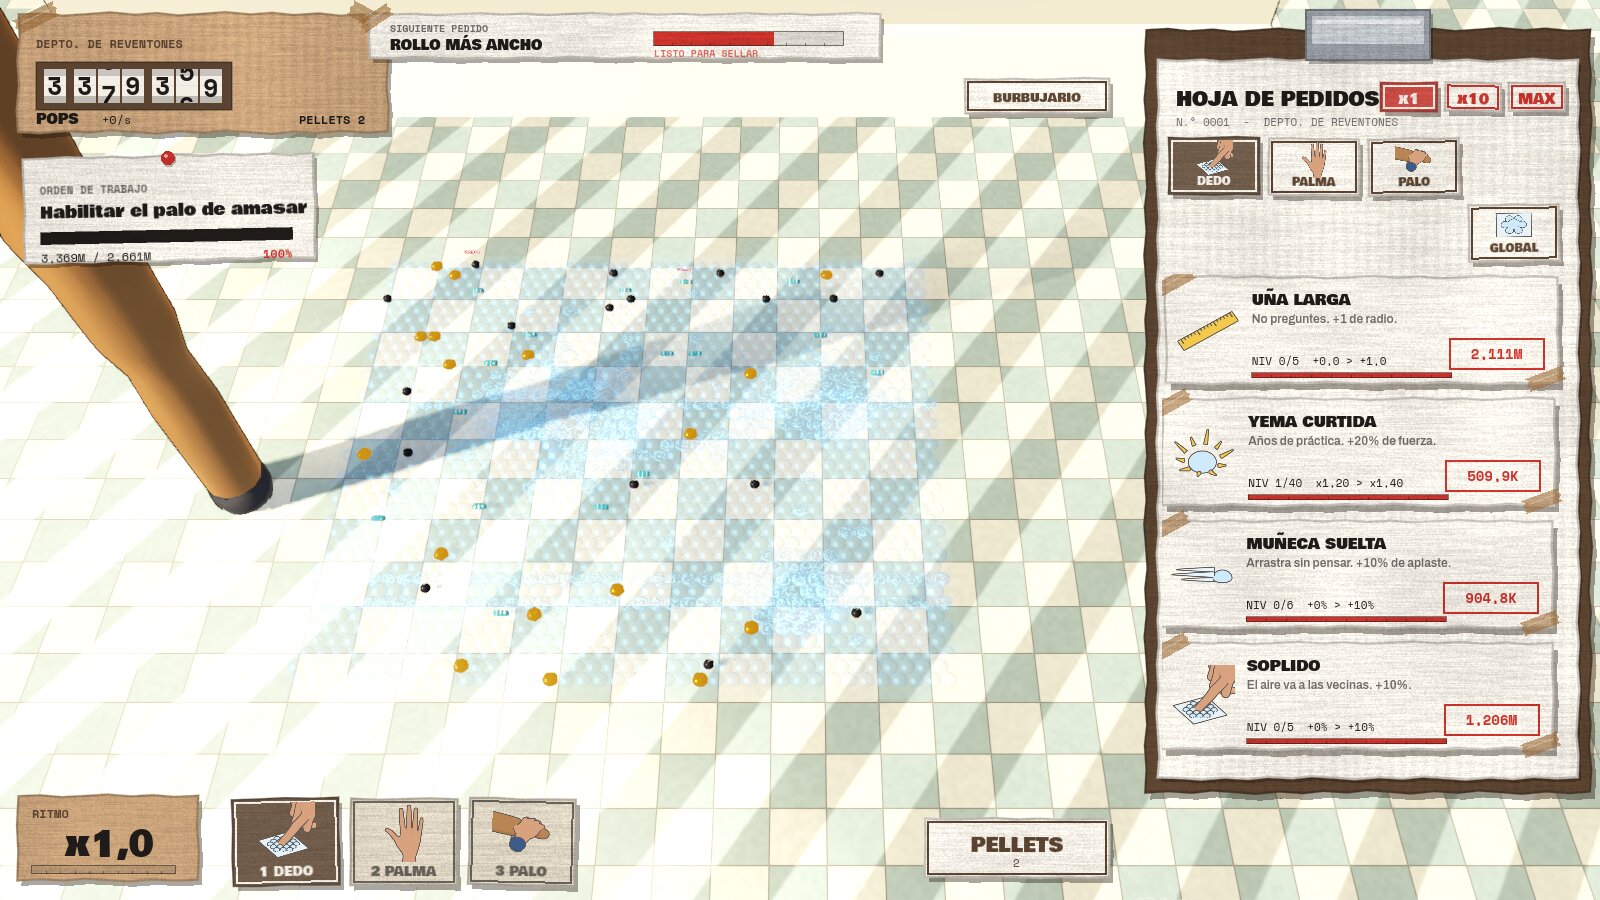 DEPTO. DE REVENTONES
3 3 9 3 9
POPS +0/s PELLETS 2
SIGUIENTE PEDIDO
ROLLO MÁS ANCHO
LISTO PARA SELLAR
BURBUJARIO
ORDEN DE TRABAJO
Habilitar el palo de amasar
3,369M / 2,661M 100%
HOJA DE PEDIDOS
x1 x10 MAX
N.° 0001 - DEPTO. DE REVENTONES
DEDO PALMA PALO
GLOBAL
UÑA LARGA
No preguntes. +1 de radio.
NIV 0/5 +0,0 > +1,0
2,111M
YEMA CURTIDA
Años de práctica. +20% de fuerza.
NIV 1/40 x1,20 > x1,40
509,9K
MUÑECA SUELTA
Arrastra sin pensar. +10% de aplaste.
NIV 0/6 +0% > +10%
904,8K
SOPLIDO
El aire va a las vecinas. +10%.
NIV 0/5 +0% > +10%
1,206M
RITMO
x1,0
1 DEDO
2 PALMA
3 PALO
PELLETS
2